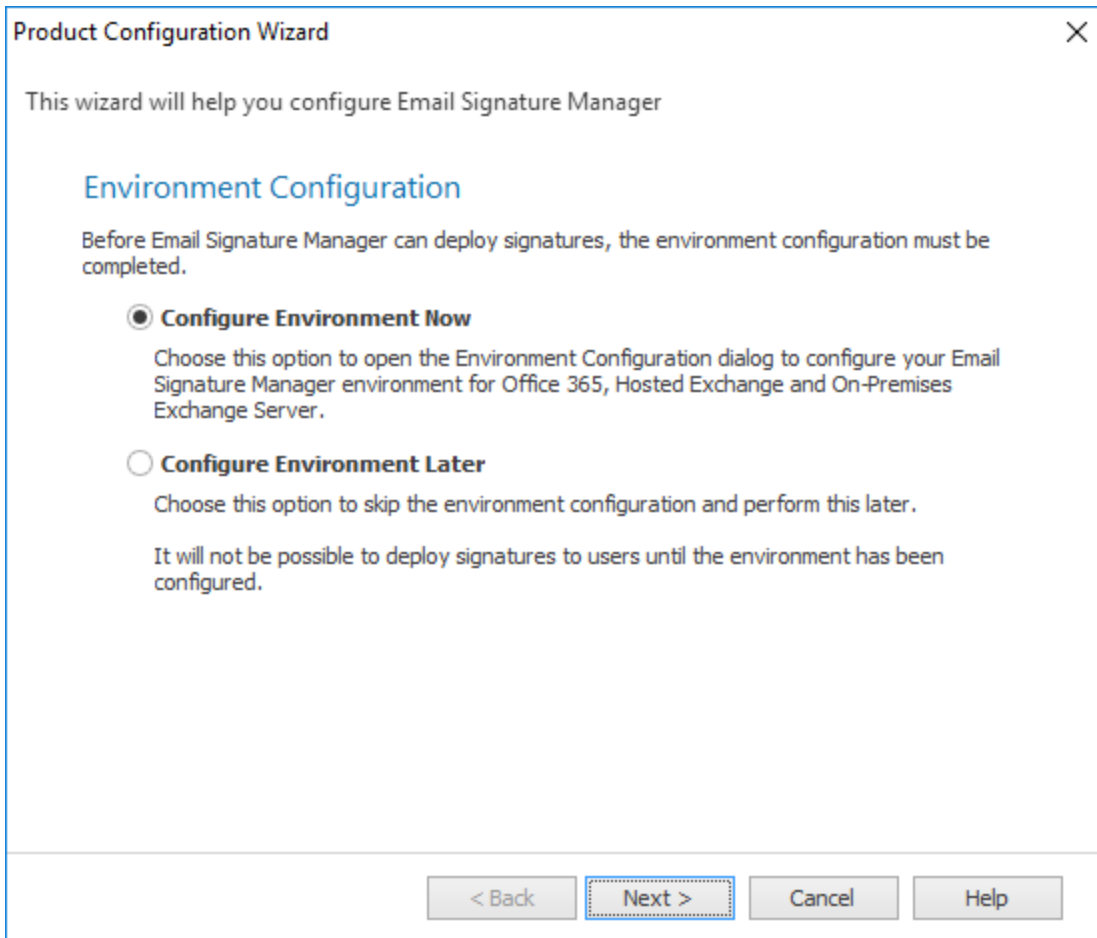 Product Configuration Wizard
This wizard will help you configure Email Signature Manager
Environment Configuration
Before Email Signature Manager can deploy signatures, the environment configuration must be
completed.
Configure Environment Now
Choose this option to open the Environment Configuration dialog to configure your Email
Signature Manager environment for Office 365, Hosted Exchange and On-Premises
Exchange Server.
Configure Environment Later
Choose this option to skip the environment configuration and perform this later.
It will not be possible to deploy signatures to users until the environment has been
configured.
< Back Next > Cancel Help